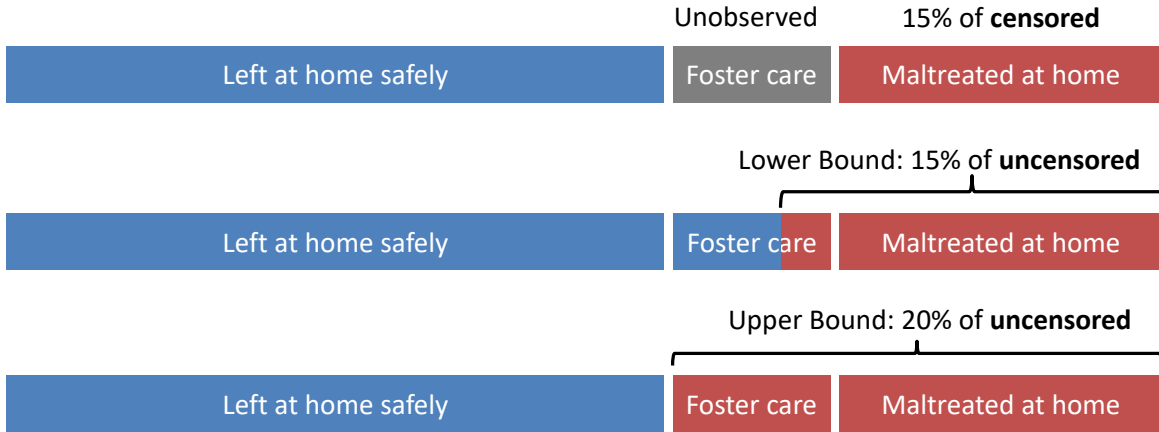 Unobserved 15% of censored
Left at home safely Foster care Maltreated at home
Lower Bound: 15% of uncensored
Left at home safely Foster care Maltreated at home
Upper Bound: 20% of uncensored
Left at home safely Foster care Maltreated at home